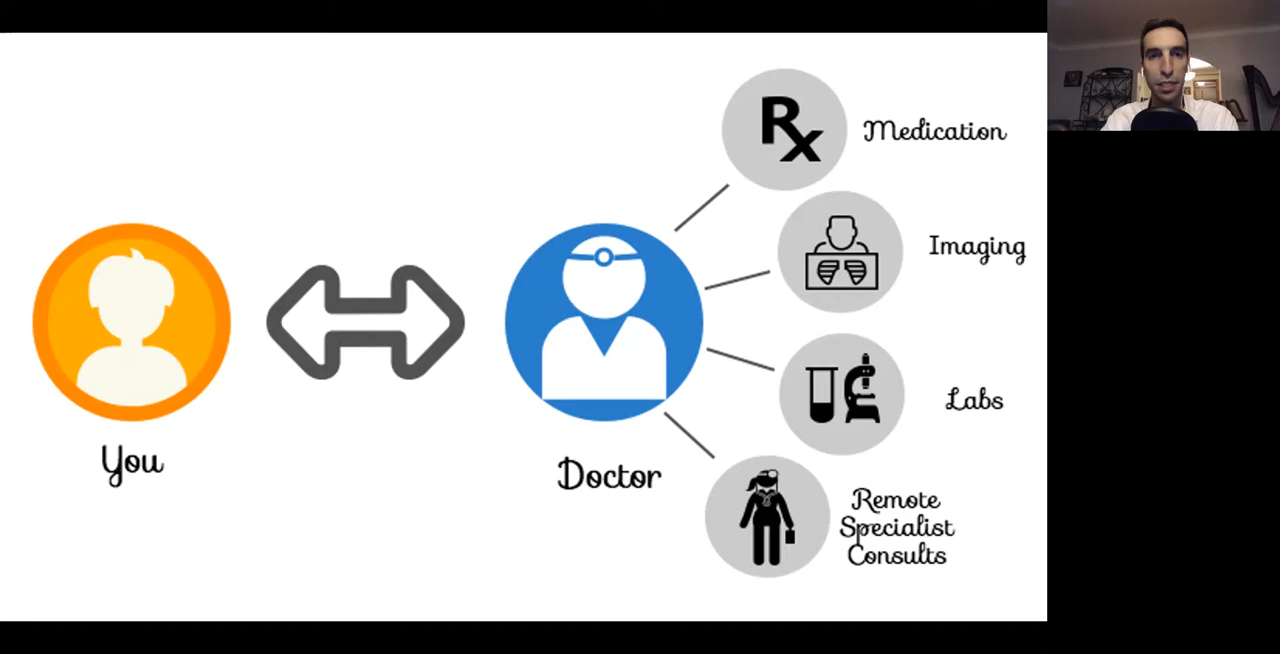 Rx
Medication
Imaging
Labs
You
Doctor
Remote
Specialist
Consults